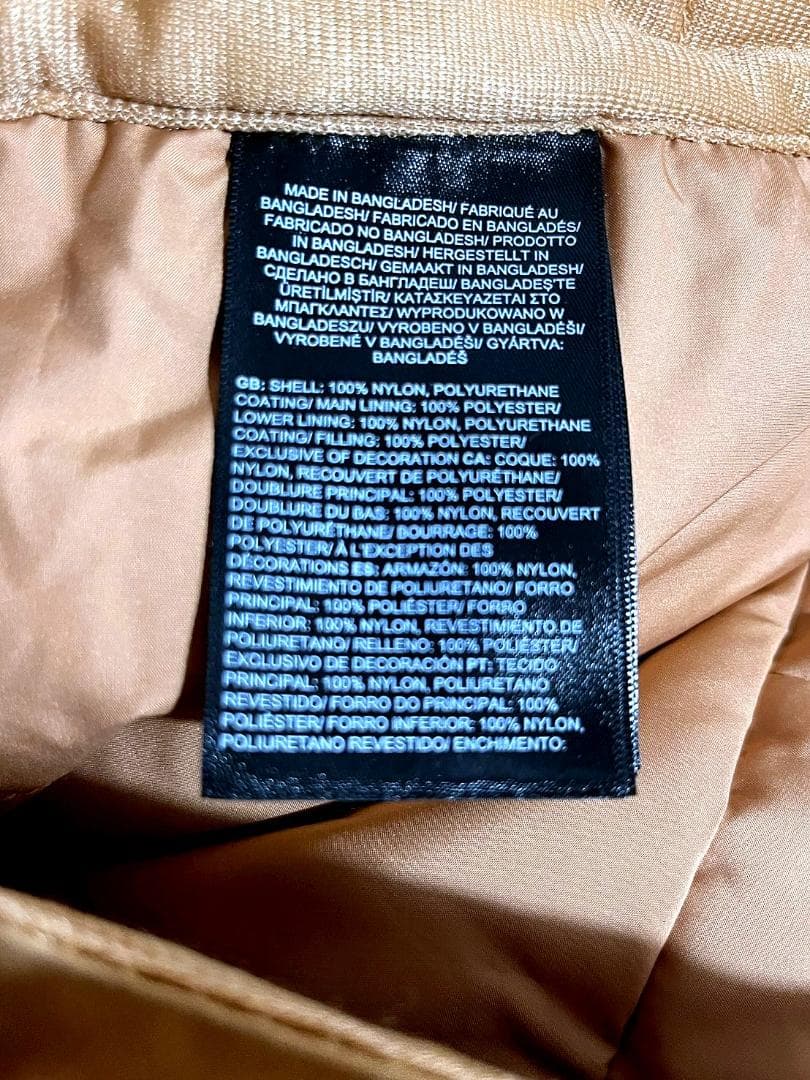 MADE IN BANGLADESH/ FABRIQUÉ AU
BANGLADESH/ FABRICADO EN BANGLADÉS/
FABRICADO NO BANGLADESH/ PRODOTTO
IN BANGLADESH/ HERGESTELLT IN
BANGLADESCH/ GEMAAKT IN BANGLADESH/
СДЕЛАНО В БАНГЛАДЕШ/ BANGLADEŞ'TE
ÜRETİLMİŞTİR/ ΚΑΤΑΣΚΕΥΑΖΕΤΑΙ ΣΤΟ
ΜΠΑΓΚΛΑΝΤΕΣ/ WYPRODUKOWANO W
BANGLADESZU/ VYROBENO V BANGLADÉŠI/
VYROBENÉ V BANGLADÉŠI/ GYÁRTVA:
BANGLADÉŠ
GB: SHELL: 100% NYLON, POLYURETHANE
COATING/ MAIN LINING: 100% POLYESTER/
LOWER LINING: 100% NYLON, POLYURETHANE
COATING/ FILLING: 100% POLYESTER/
EXCLUSIVE OF DECORATION CA: COQUE: 100%
NYLON, RECOUVERT DE POLYURÉTHANE/
DOUBLURE PRINCIPAL: 100% POLYESTER/
DOUBLURE DU BAS: 100% NYLON, RECOUVERT
DE POLYURÉTHANE/ BOURRAGE: 100%
POLYESTER/ À L'EXCEPTION DES
DÉCORATIONS ES: ARMAZÓN: 100% NYLON,
REVESTIMIENTO DE POLIURETANO/ FORRO
PRINCIPAL: 100% POLIÉSTER/ FORRO
INFERIOR: 100% NYLON, REVESTIMIENTO DE
POLIURETANO/ RELLENO: 100% POLIÉSTER/
EXCLUSIVO DE DECORACIÓN PT: TECIDO
PRINCIPAL: 100% NYLON, POLIURETANO
REVESTIDO/ FORRO DO PRINCIPAL: 100%
POLIÉSTER/ FORRO INFERIOR: 100% NYLON,
POLIURETANO REVESTIDO/ ENCHIMENTO: